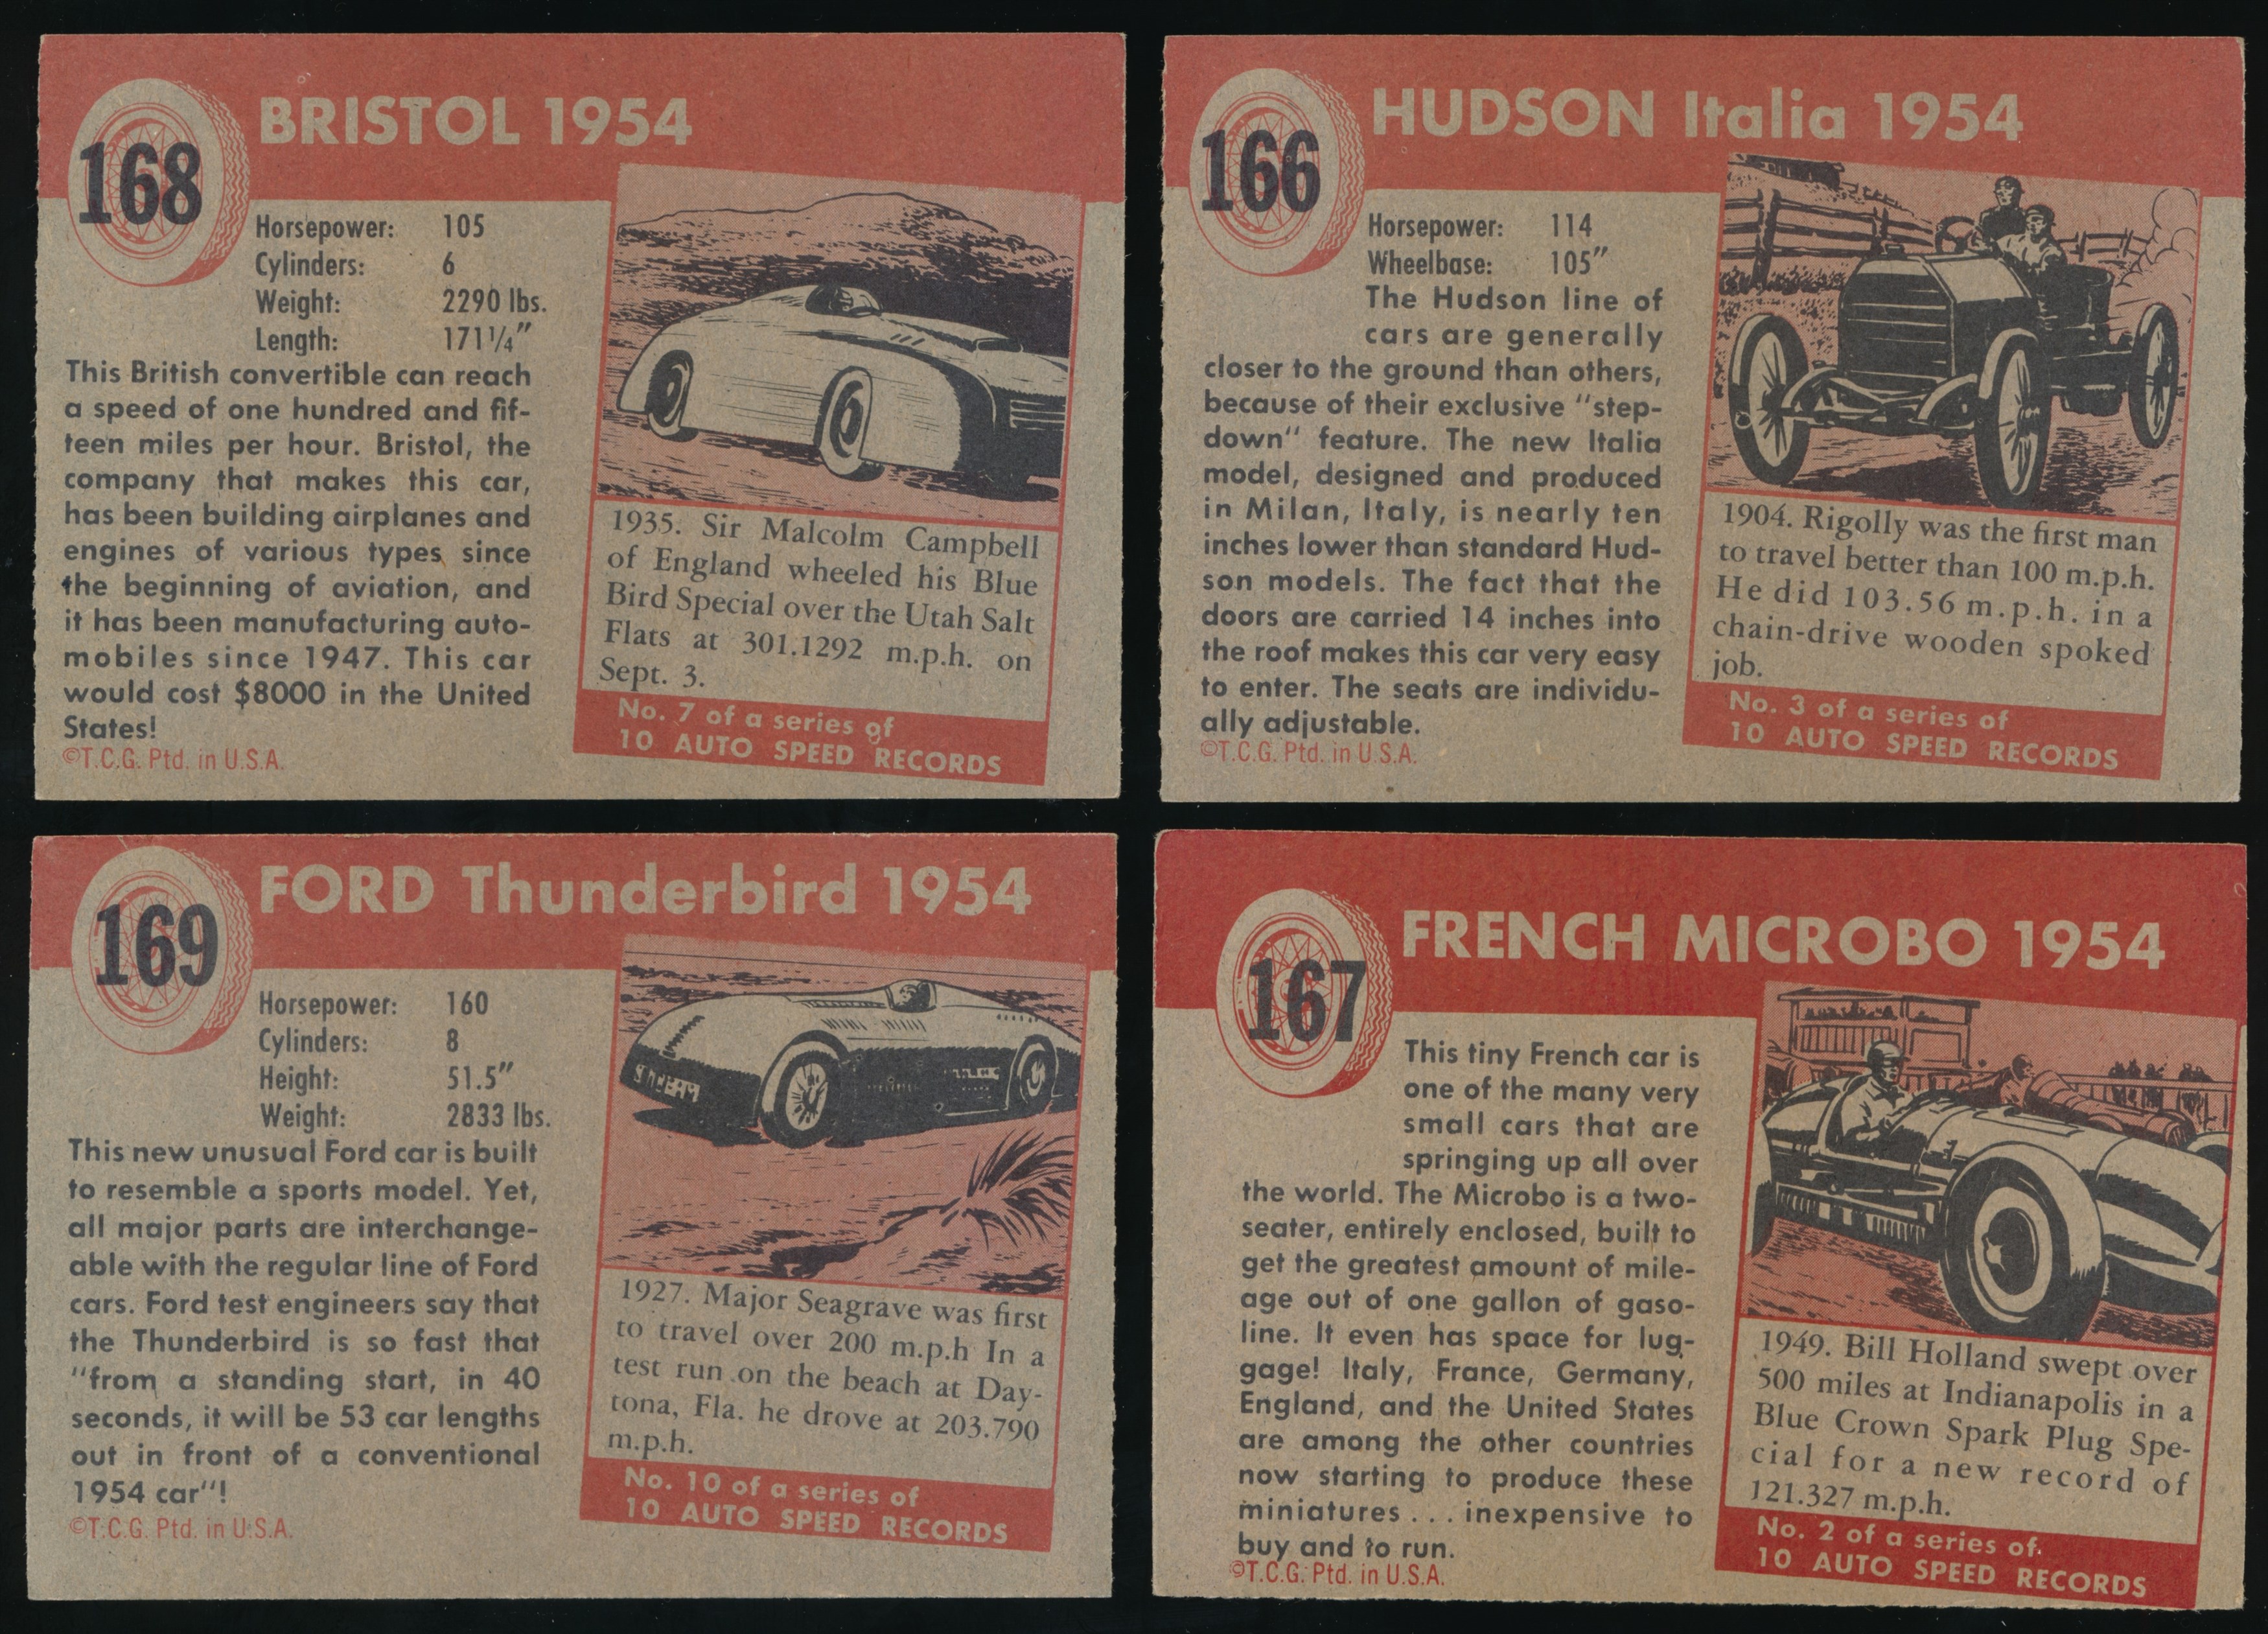 168
BRISTOL 1954
Horsepower: 105
Cylinders: 6
Weight: 2290 lbs.
Length: 171¼"
This British convertible can reach
a speed of one hundred and fif-
teen miles per hour. Bristol, the
company that makes this car,
has been building airplanes and
engines of various types since
the beginning of aviation, and
it has been manufacturing auto-
mobiles since 1947. This car
would cost $8000 in the United
States!
©T.C.G. Ptd. in U.S.A.
1935. Sir Malcolm Campbell
of England wheeled his Blue
Bird Special over the Utah Salt
Flats at 301.1292 m.p.h. on
Sept. 3.
No. 7 of a series of
10 AUTO SPEED RECORDS
166
HUDSON Italia 1954
Horsepower: 114
Wheelbase: 105"
The Hudson line of
cars are generally
closer to the ground than others,
because of their exclusive "step-
down" feature. The new Italia
model, designed and produced
in Milan, Italy, is nearly ten
inches lower than standard Hud-
son models. The fact that the
doors are carried 14 inches into
the roof makes this car very easy
to enter. The seats are individu-
ally adjustable.
©T.C.G. Ptd. in U.S.A.
1904. Rigolly was the first man
to travel better than 100 m.p.h.
He did 103.56 m.p.h. in a
chain-drive wooden spoked
job.
No. 3 of a series of
10 AUTO SPEED RECORDS
169
FORD Thunderbird 1954
Horsepower: 160
Cylinders: 8
Height: 51.5"
Weight: 2833 lbs.
This new unusual Ford car is built
to resemble a sports model. Yet,
all major parts are interchange-
able with the regular line of Ford
cars. Ford test engineers say that
the Thunderbird is so fast that
"from a standing start, in 40
seconds, it will be 53 car lengths
out in front of a conventional
1954 car"!
©T.C.G. Ptd. in U.S.A.
1927. Major Seagrave was first
to travel over 200 m.p.h In a
test run on the beach at Day-
tona, Fla. he drove at 203.790
m.p.h.
No. 10 of a series of
10 AUTO SPEED RECORDS
167
FRENCH MICROBO 1954
This tiny French car is
one of the many very
small cars that are
springing up all over
the world. The Microbo is a two-
seater, entirely enclosed, built to
get the greatest amount of mile-
age out of one gallon of gaso-
line. It even has space for lug-
gage! Italy, France, Germany,
England, and the United States
are among the other countries
now starting to produce these
miniatures . . . inexpensive to
buy and to run.
©T.C.G. Ptd. in U.S.A.
1949. Bill Holland swept over
500 miles at Indianapolis in a
Blue Crown Spark Plug Spe-
cial for a new record of
121.327 m.p.h.
No. 2 of a series of
10 AUTO SPEED RECORDS